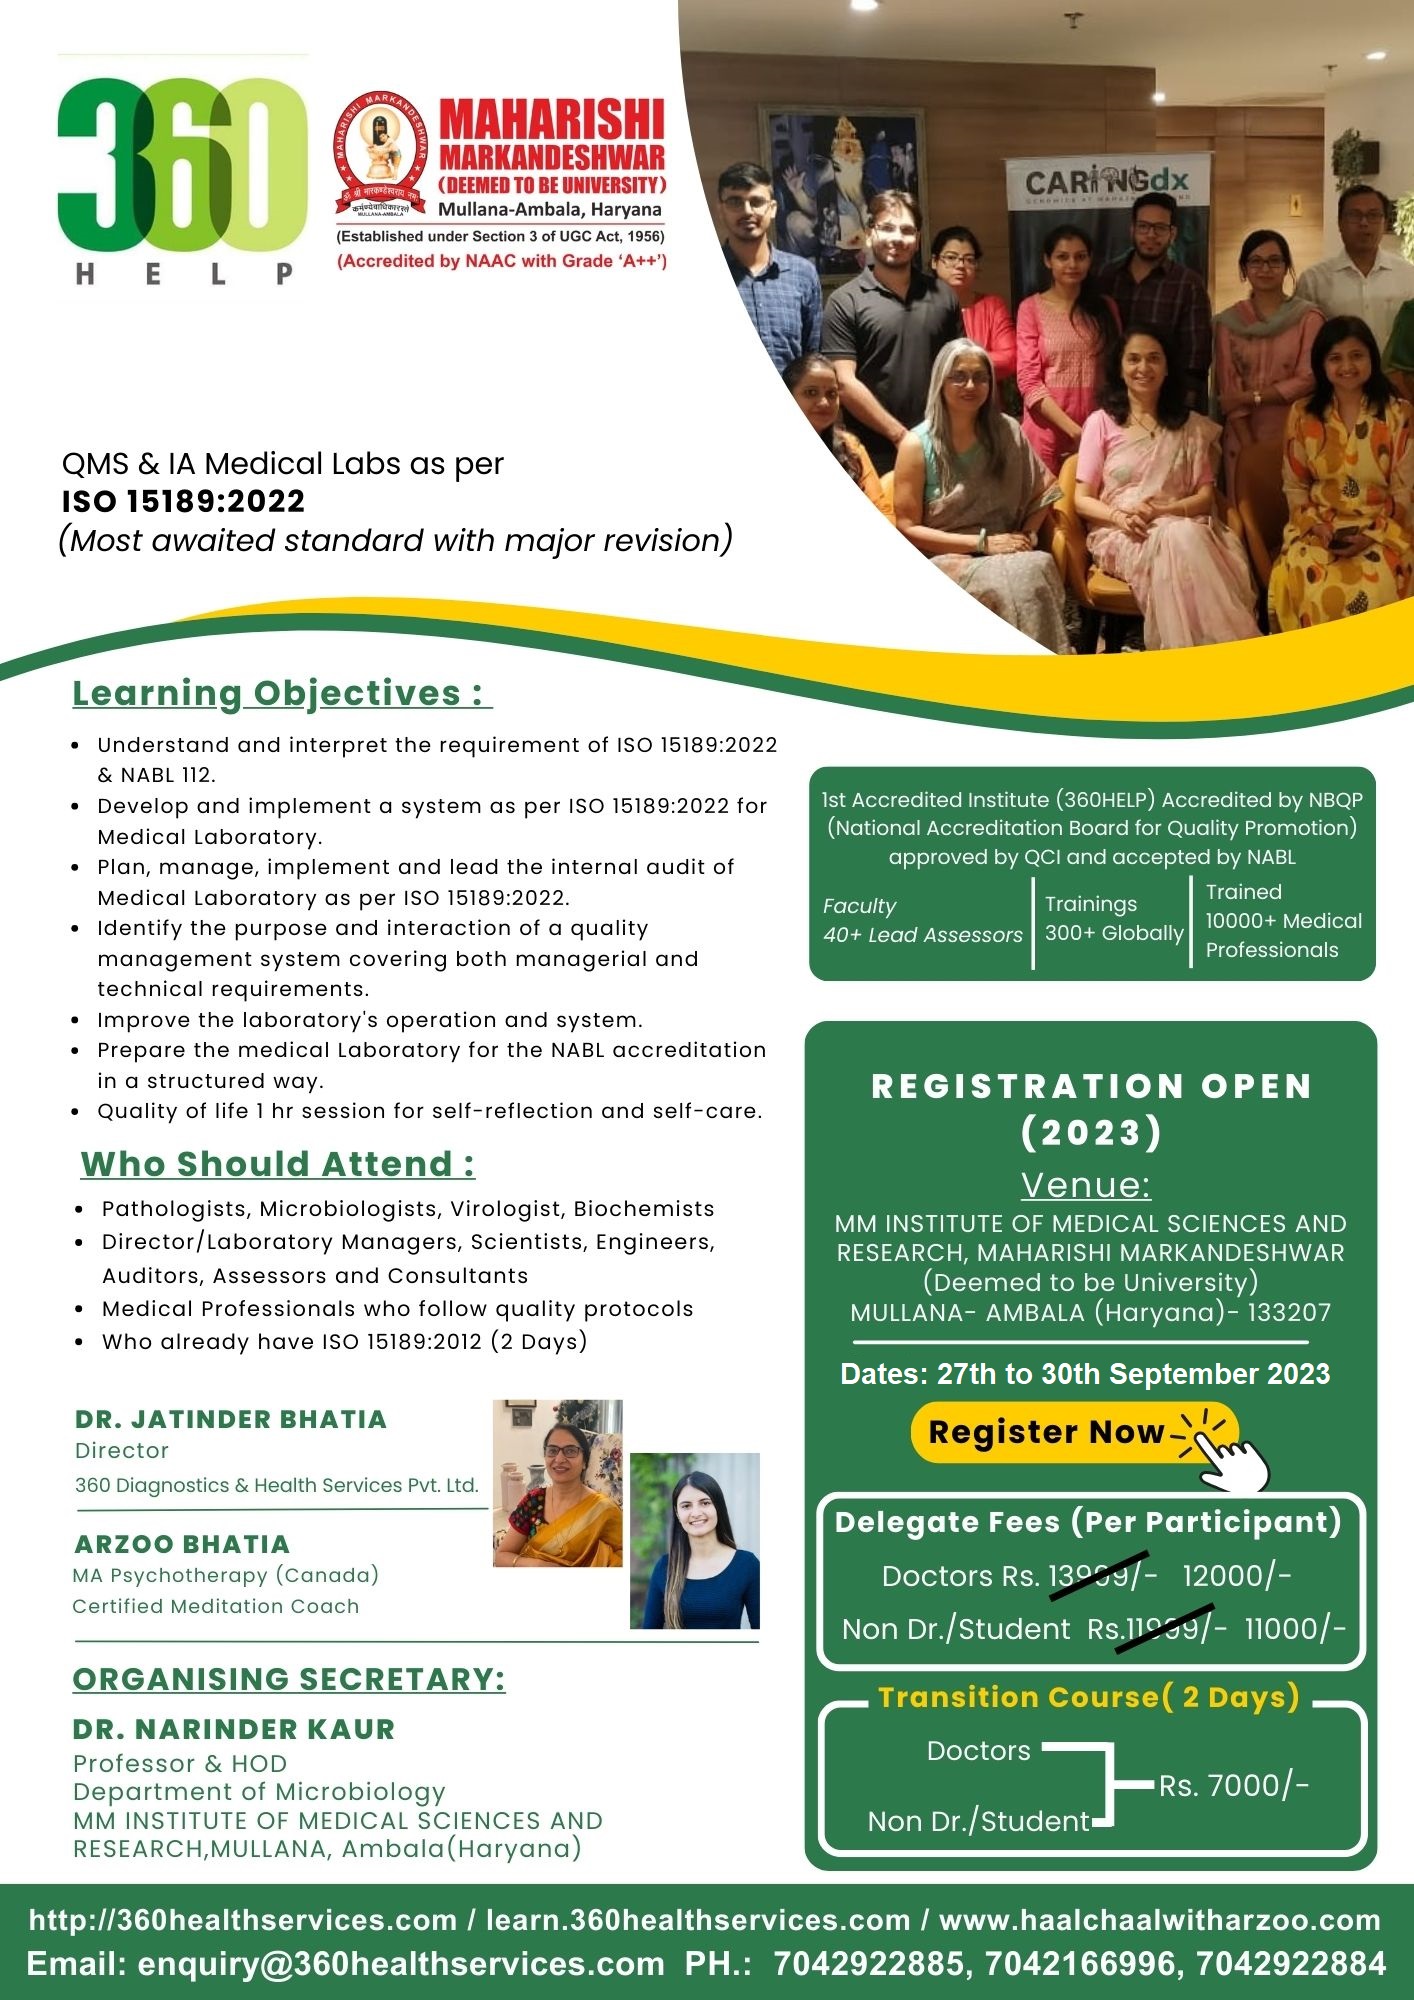 360
HELP
MAHARISHI MARKANDESHWAR
MULLANA-AMBALA
MAHARISHI
MARKANDESHWAR
(DEEMED TO BE UNIVERSITY)
Mullana-Ambala, Haryana
(Established under Section 3 of UGC Act, 1956)
(Accredited by NAAC with Grade ‘A++’)
CARiNGdx
QMS & IA Medical Labs as per
ISO 15189:2022
(Most awaited standard with major revision)
Learning Objectives :
• Understand and interpret the requirement of ISO 15189:2022
& NABL 112.
• Develop and implement a system as per ISO 15189:2022 for
Medical Laboratory.
• Plan, manage, implement and lead the internal audit of
Medical Laboratory as per ISO 15189:2022.
• Identify the purpose and interaction of a quality
management system covering both managerial and
technical requirements.
• Improve the laboratory's operation and system.
• Prepare the medical Laboratory for the NABL accreditation
in a structured way.
• Quality of life 1 hr session for self-reflection and self-care.
Who Should Attend :
• Pathologists, Microbiologists, Virologist, Biochemists
• Director/Laboratory Managers, Scientists, Engineers,
Auditors, Assessors and Consultants
• Medical Professionals who follow quality protocols
• Who already have ISO 15189:2012 (2 Days)
DR. JATINDER BHATIA
Director
360 Diagnostics & Health Services Pvt. Ltd.
ARZOO BHATIA
MA Psychotherapy (Canada)
Certified Meditation Coach
ORGANISING SECRETARY:
DR. NARINDER KAUR
Professor & HOD
Department of Microbiology
MM INSTITUTE OF MEDICAL SCIENCES AND
RESEARCH,MULLANA, Ambala(Haryana)
1st Accredited Institute (360HELP) Accredited by NBQP
(National Accreditation Board for Quality Promotion)
approved by QCI and accepted by NABL
Faculty
40+ Lead Assessors
Trainings
300+ Globally
Trained
10000+ Medical
Professionals
REGISTRATION OPEN
(2023)
Venue:
MM INSTITUTE OF MEDICAL SCIENCES AND
RESEARCH, MAHARISHI MARKANDESHWAR
(Deemed to be University)
MULLANA- AMBALA (Haryana)- 133207
Dates: 27th to 30th September 2023
Register Now
Delegate Fees (Per Participant)
Doctors Rs. 13999/- 12000/-
Non Dr./Student Rs.11999/- 11000/-
Transition Course( 2 Days)
Doctors
Rs. 7000/-
Non Dr./Student
http://360healthservices.com / learn.360healthservices.com / www.haalchaalwitharzoo.com
Email: enquiry@360healthservices.com PH.: 7042922885, 7042166996, 7042922884